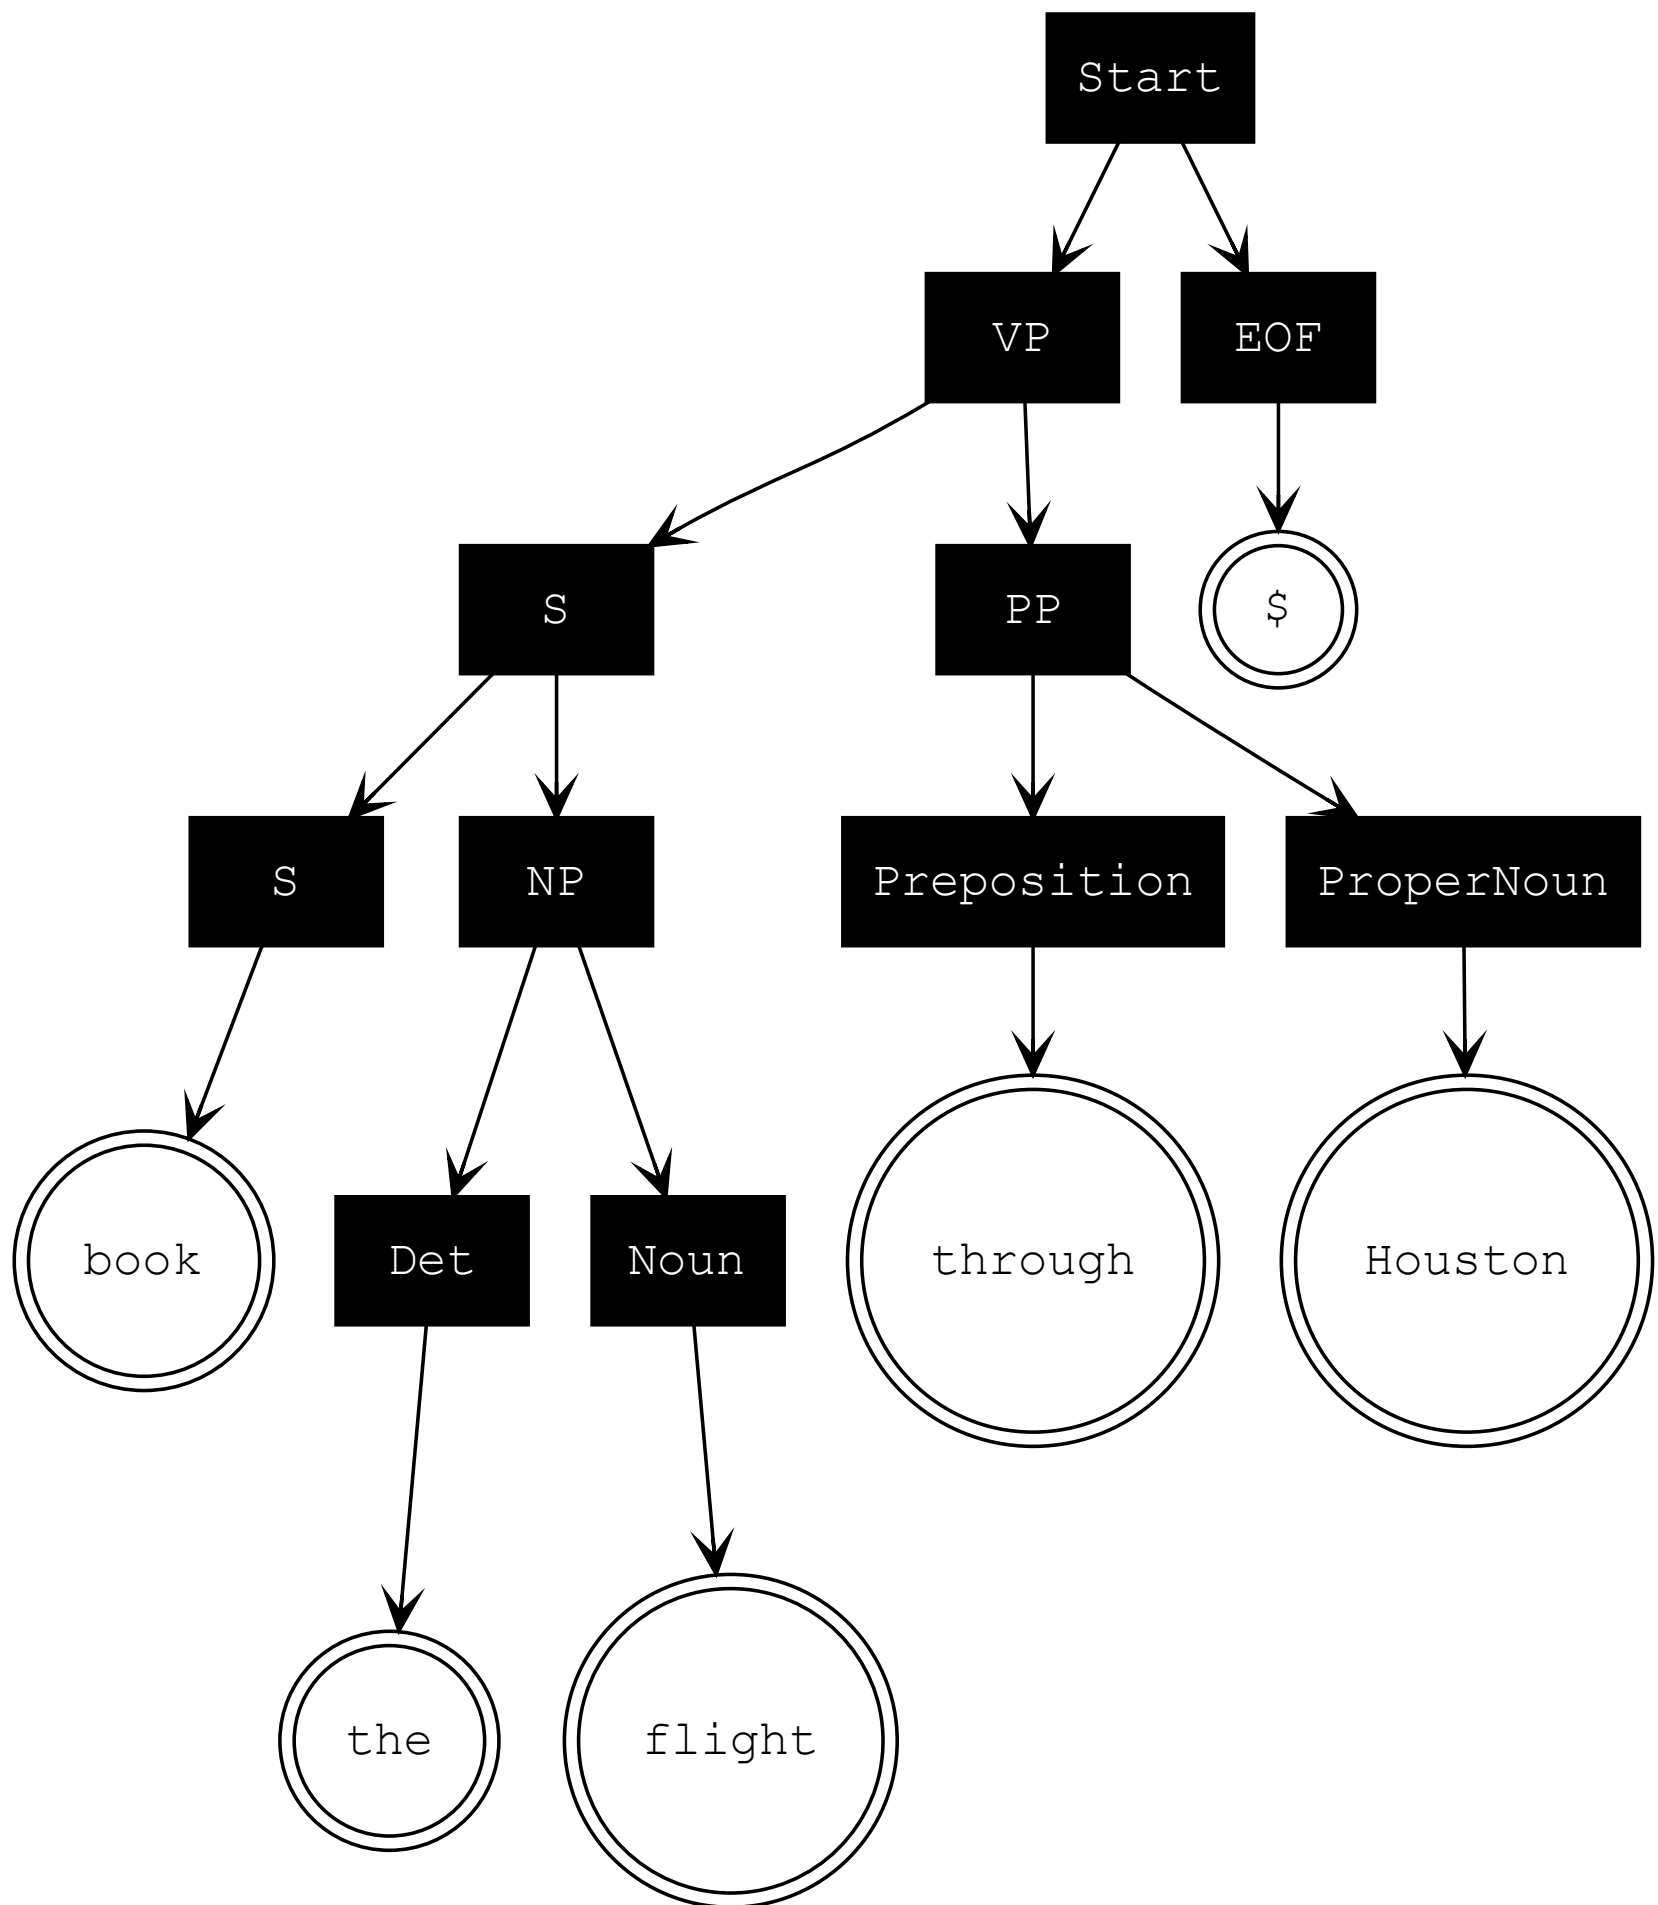 Start
VP
EOF
S
PP
$
S
NP
Preposition
ProperNoun
book
Det
Noun
through
Houston
the
flight